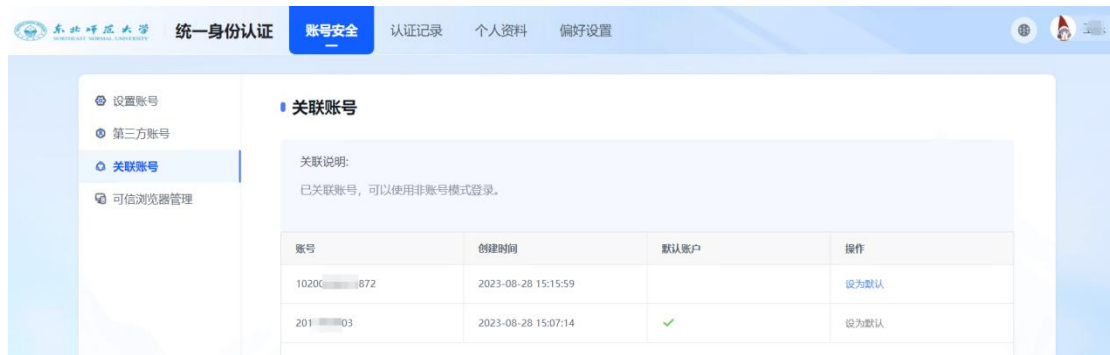 东北师范大学 统一身份认证 账号安全 认证记录 个人资料 偏好设置
NORTHEAST NORMAL UNIVERSITY
设置账号
第三方账号
关联账号
可信浏览器管理
关联账号
关联说明:
已关联账号，可以使用非账号模式登录。
账号 创建时间 默认账户 操作
10200 872 2023-08-28 15:15:59 设为默认
201 03 2023-08-28 15:07:14 设为默认